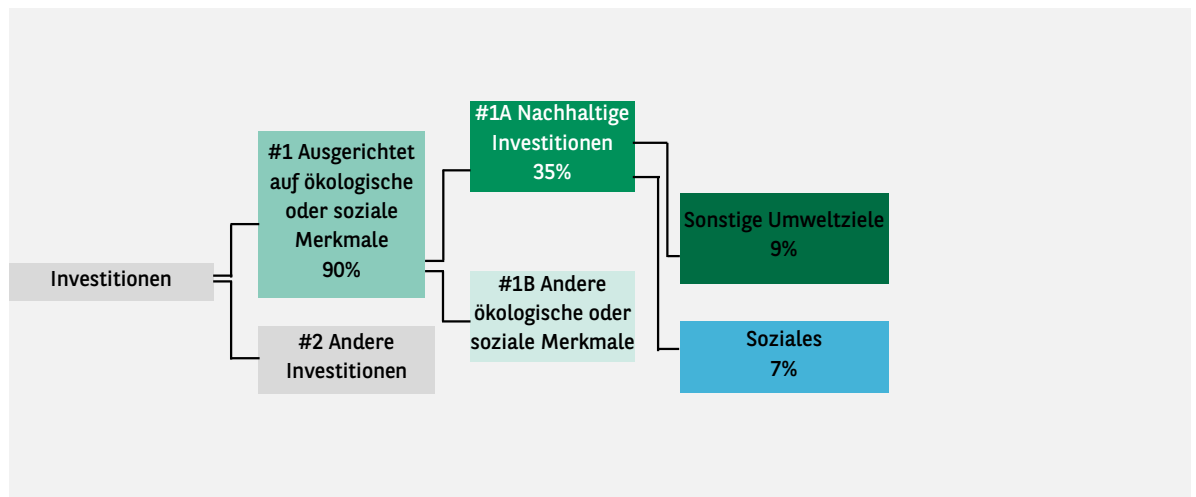 Investitionen
#1 Ausgerichtet
auf ökologische
oder soziale
Merkmale
90%
#2 Andere
Investitionen
#1A Nachhaltige
Investitionen
35%
#1B Andere
ökologische oder
soziale Merkmale
Sonstige Umweltziele
9%
Soziales
7%